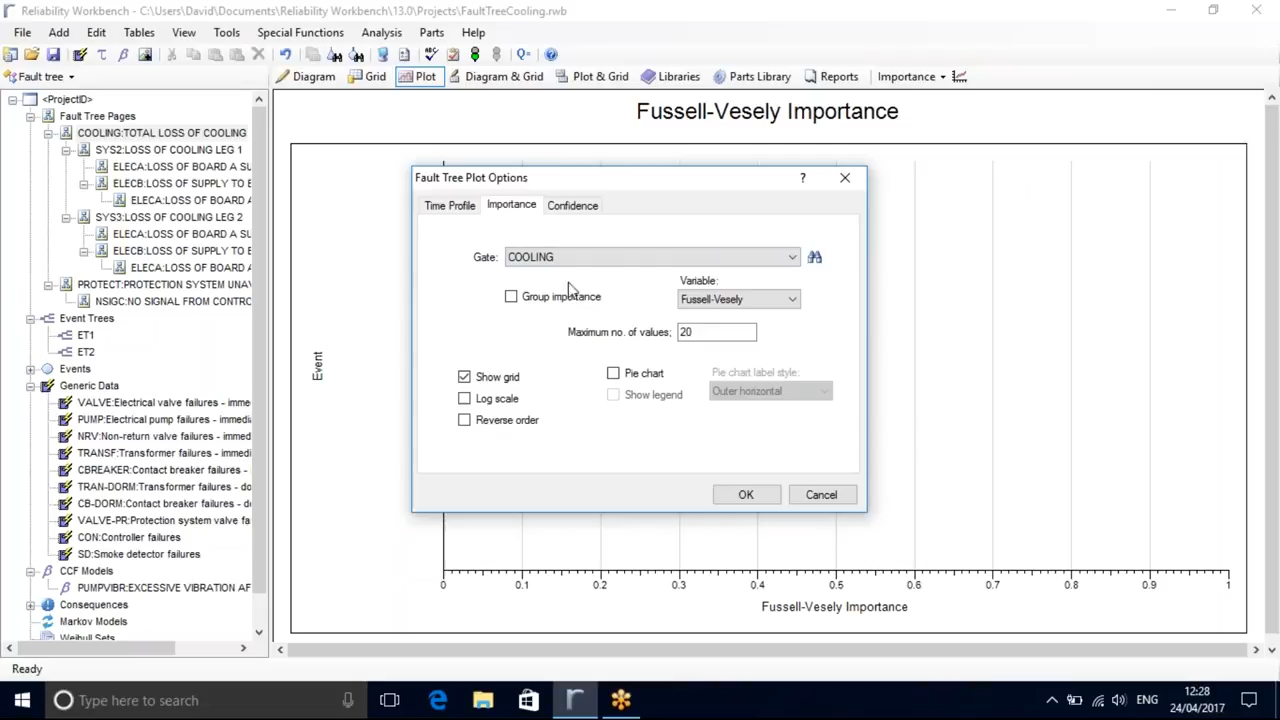 Reliability Workbench - C:\Users\David\Documents\Reliability Workbench\13.0\Projects\FaultTreeCooling.rwb
File Add Edit Tables View Tools Special Functions Analysis Parts Help
Fault tree
Diagram Grid Plot Diagram & Grid Plot & Grid Libraries Parts Library Reports Importance
<ProjectID>
Fault Tree Pages
COOLING:TOTAL LOSS OF COOLING
SYS2:LOSS OF COOLING LEG 1
ELECA:LOSS OF BOARD A SU
ELECB:LOSS OF SUPPLY TO E
ELECA:LOSS OF BOARD A
SYS3:LOSS OF COOLING LEG 2
ELECA:LOSS OF BOARD A SU
ELECB:LOSS OF SUPPLY TO E
ELECA:LOSS OF BOARD A
PROTECT:PROTECTION SYSTEM UNAV
NSIGC:NO SIGNAL FROM CONTRO
Event Trees
ET1
ET2
Events
Generic Data
VALVE:Electrical valve failures - imme
PUMP:Electrical pump failures - immedi
NRV:Non-return valve failures - immedi
TRANSF:Transformer failures - immedia
CBREAKER:Contact breaker failures -
TRAN-DORM:Transformer failures - do
CB-DORM:Contact breaker failures - d
VALVE-PR:Protection system valve fa
CON:Controller failures
SD:Smoke detector failures
CCF Models
PUMPVIBR:EXCESSIVE VIBRATION AF
Consequences
Markov Models
Weibull Sets
Fussell-Vesely Importance
Event
0 0.1 0.2 0.3 0.4 0.5 0.6 0.7 0.8 0.9 1
Fussell-Vesely Importance
Fault Tree Plot Options
Time Profile Importance Confidence
Gate: COOLING
Group importance
Variable:
Fussell-Vesely
Maximum no. of values; 20
Show grid
Log scale
Reverse order
Pie chart
Show legend
Pie chart label style:
Outer horizontal
OK Cancel
Ready
Type here to search
ENG
12:28
24/04/2017